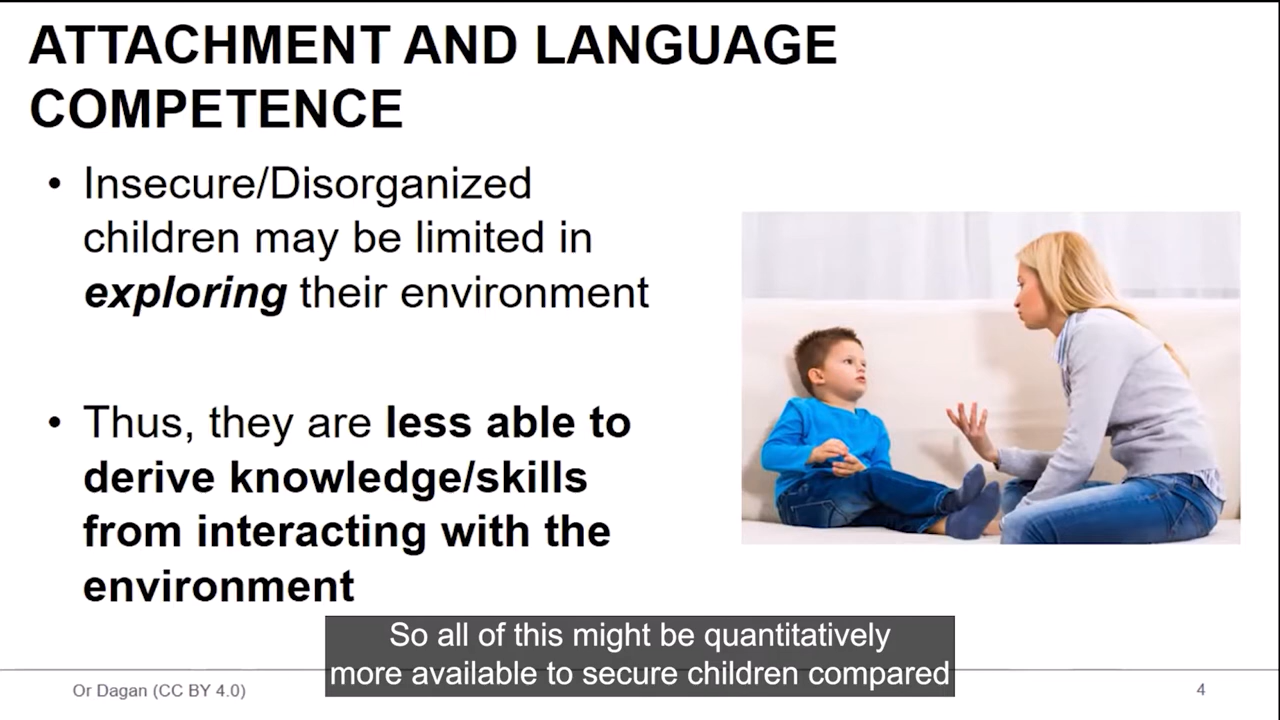 ATTACHMENT AND LANGUAGE
COMPETENCE
• Insecure/Disorganized
children may be limited in
exploring their environment
• Thus, they are less able to
derive knowledge/skills
from interacting with the
environment
So all of this might be quantitatively
more available to secure children compared
Or Dagan (CC BY 4.0)
4